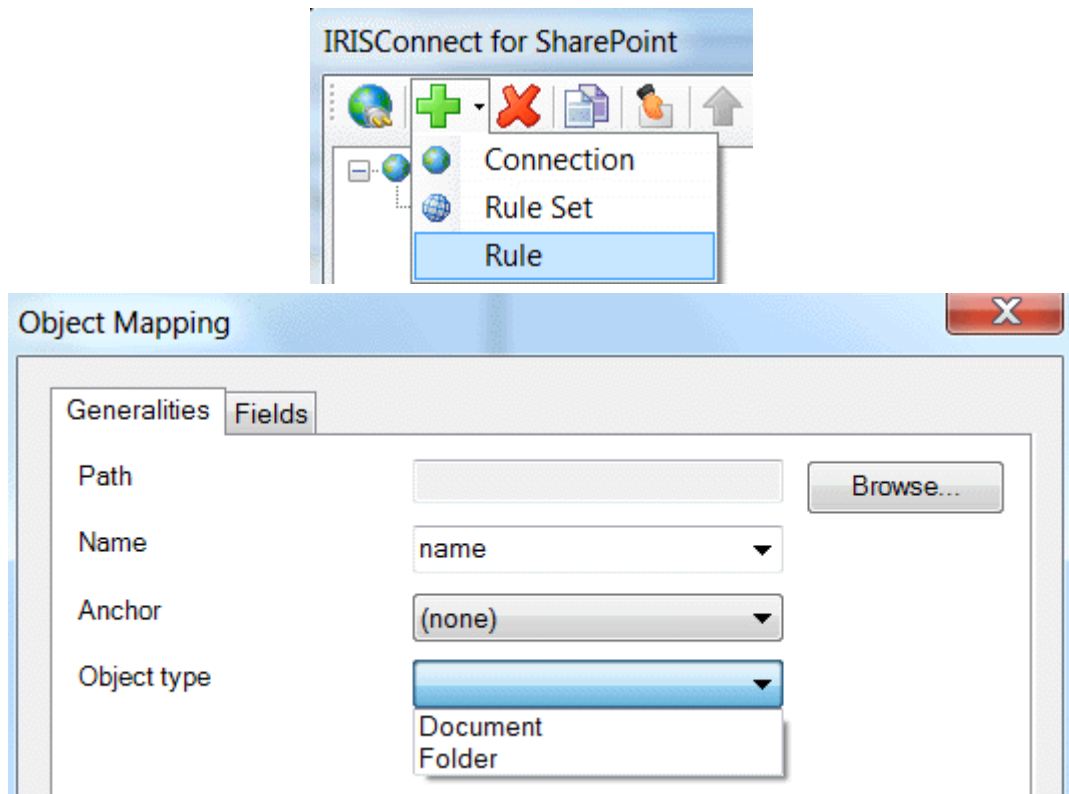 IRISConnect for SharePoint
Connection
Rule Set
Rule
Object Mapping
Generalities Fields
Path Browse...
Name name
Anchor (none)
Object type
Document
Folder